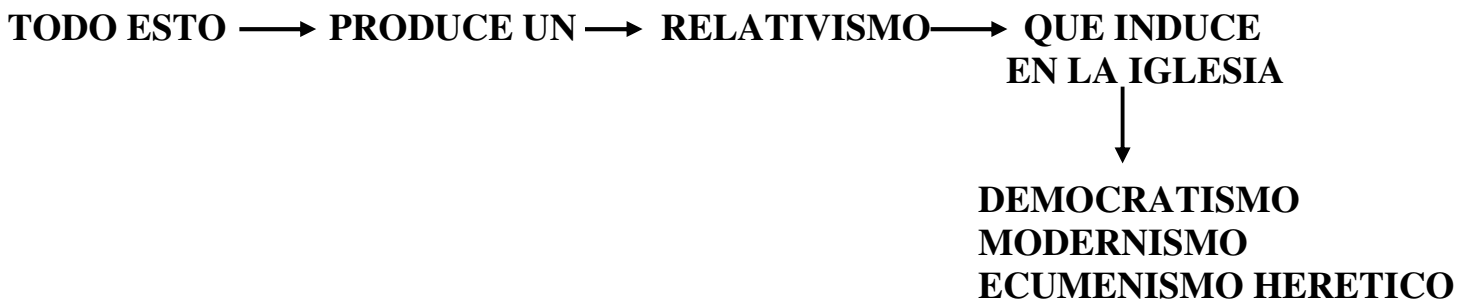 TODO ESTO PRODUCE UN RELATIVISMO QUE INDUCE
EN LA IGLESIA
DEMOCRATISMO
MODERNISMO
ECUMENISMO HERETICO